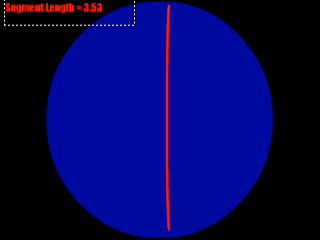 Segment Length = 3.53